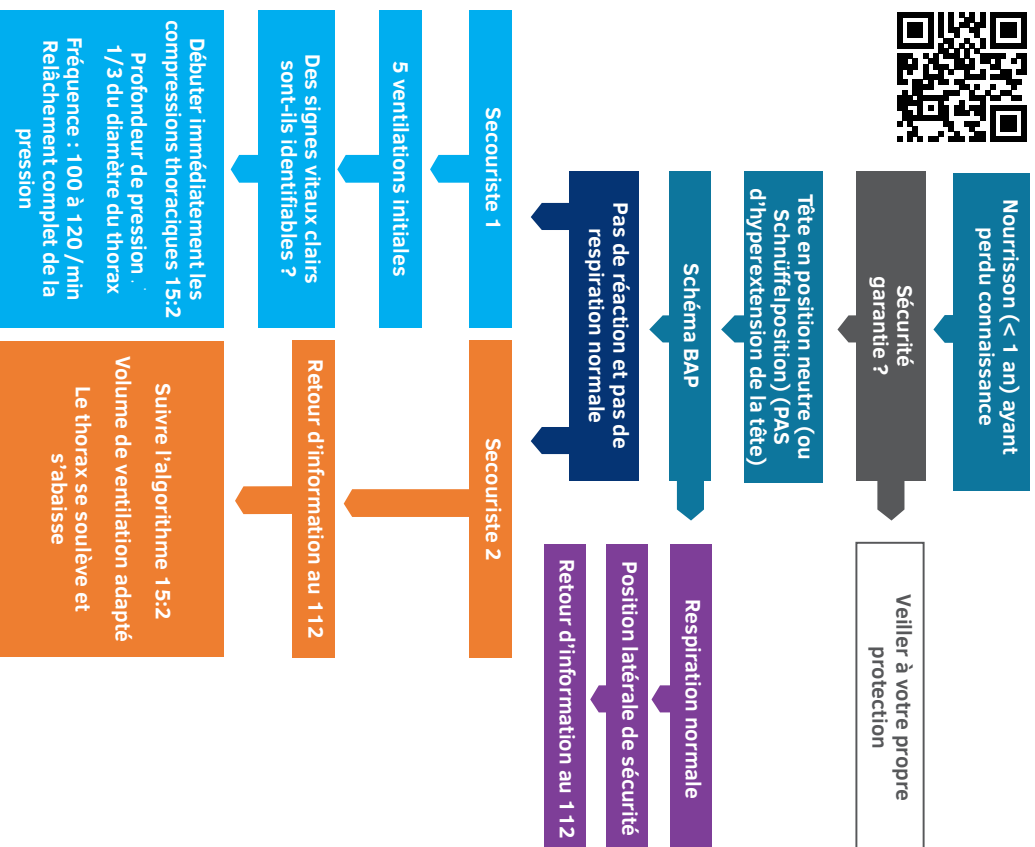 Nourrisson (< 1 an) ayant
perdu connaissance
Sécurité
garantie ?
Veiller à votre propre
protection
Tête en position neutre (ou
Schnüffelposition) (PAS
d'hyperextension de la tête)
Schéma BAP
Respiration normale
Position latérale de sécurité
Retour d'information au 112
Pas de réaction et pas de
respiration normale
Secouriste 1
5 ventilations initiales
Des signes vitaux clairs
sont-ils identifiables ?
Débuter immédiatement les
compressions thoraciques 15:2
Profondeur de pression :
1/3 du diamètre du thorax
Fréquence : 100 à 120 / min
Relâchement complet de la
pression
Secouriste 2
Retour d'information au 112
Suivre l'algorithme 15:2
Volume de ventilation adapté
Le thorax se soulève et
s'abaisse